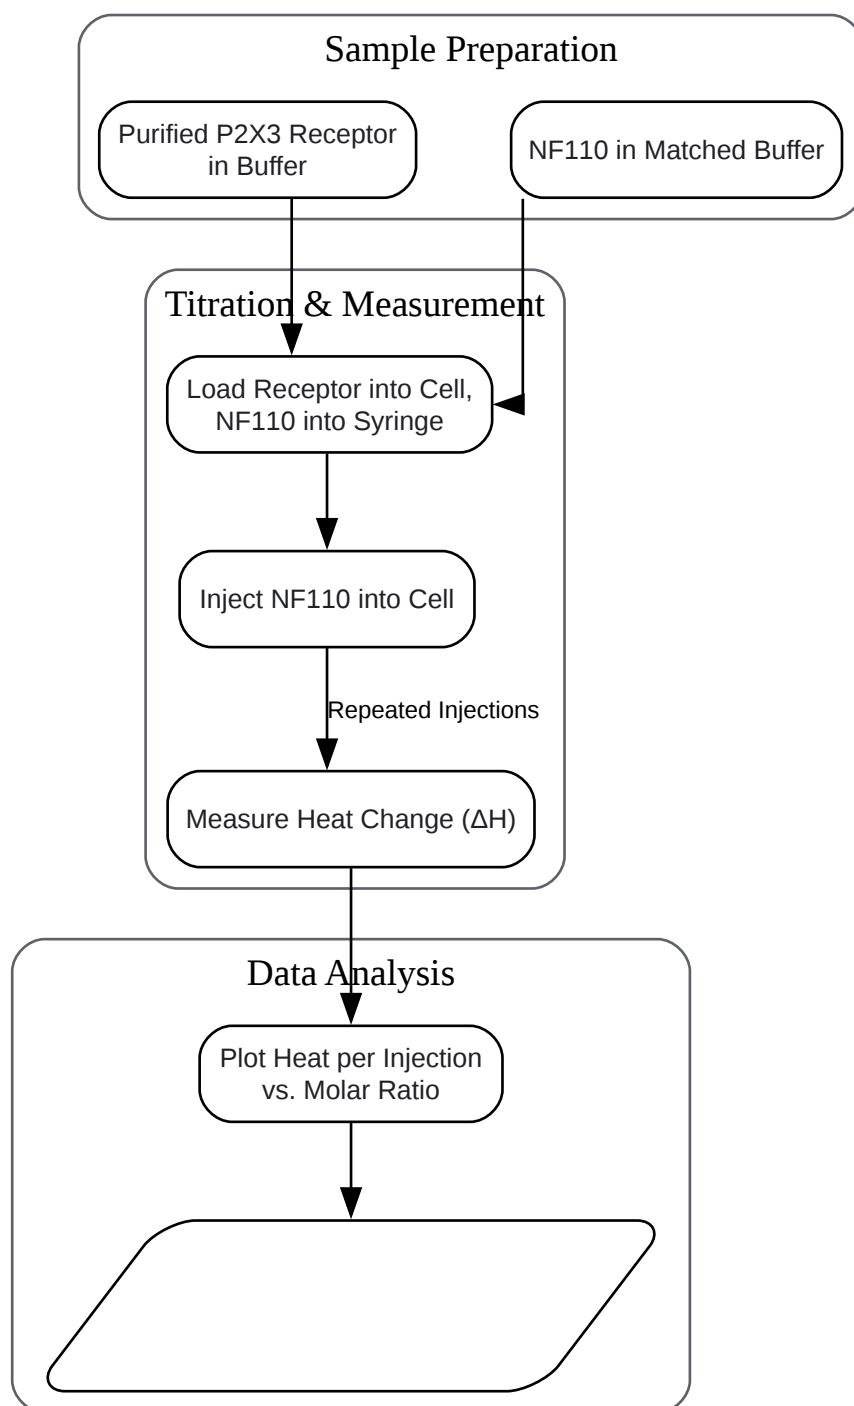 Sample Preparation
Purified P2X3 Receptor
in Buffer
NF110 in Matched Buffer
Titration & Measurement
Load Receptor into Cell,
NF110 into Syringe
Inject NF110 into Cell
Repeated Injections
Measure Heat Change (ΔH)
Data Analysis
Plot Heat per Injection
vs. Molar Ratio